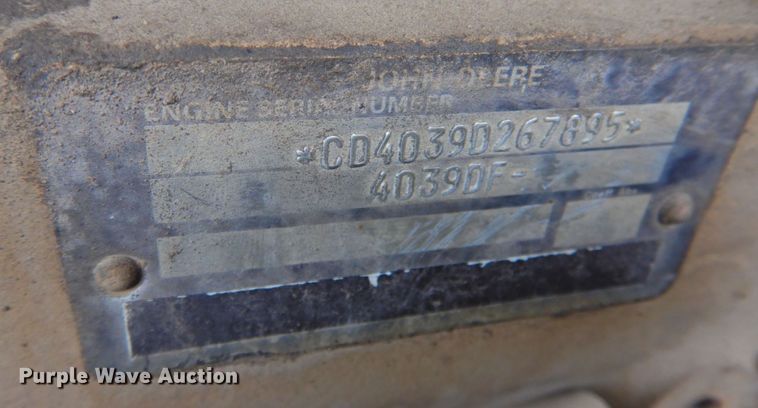 JOHN DEERE
ENGINE SERIAL NUMBER
*CD4039D267895*
4039DF-
Purple Wave Auction